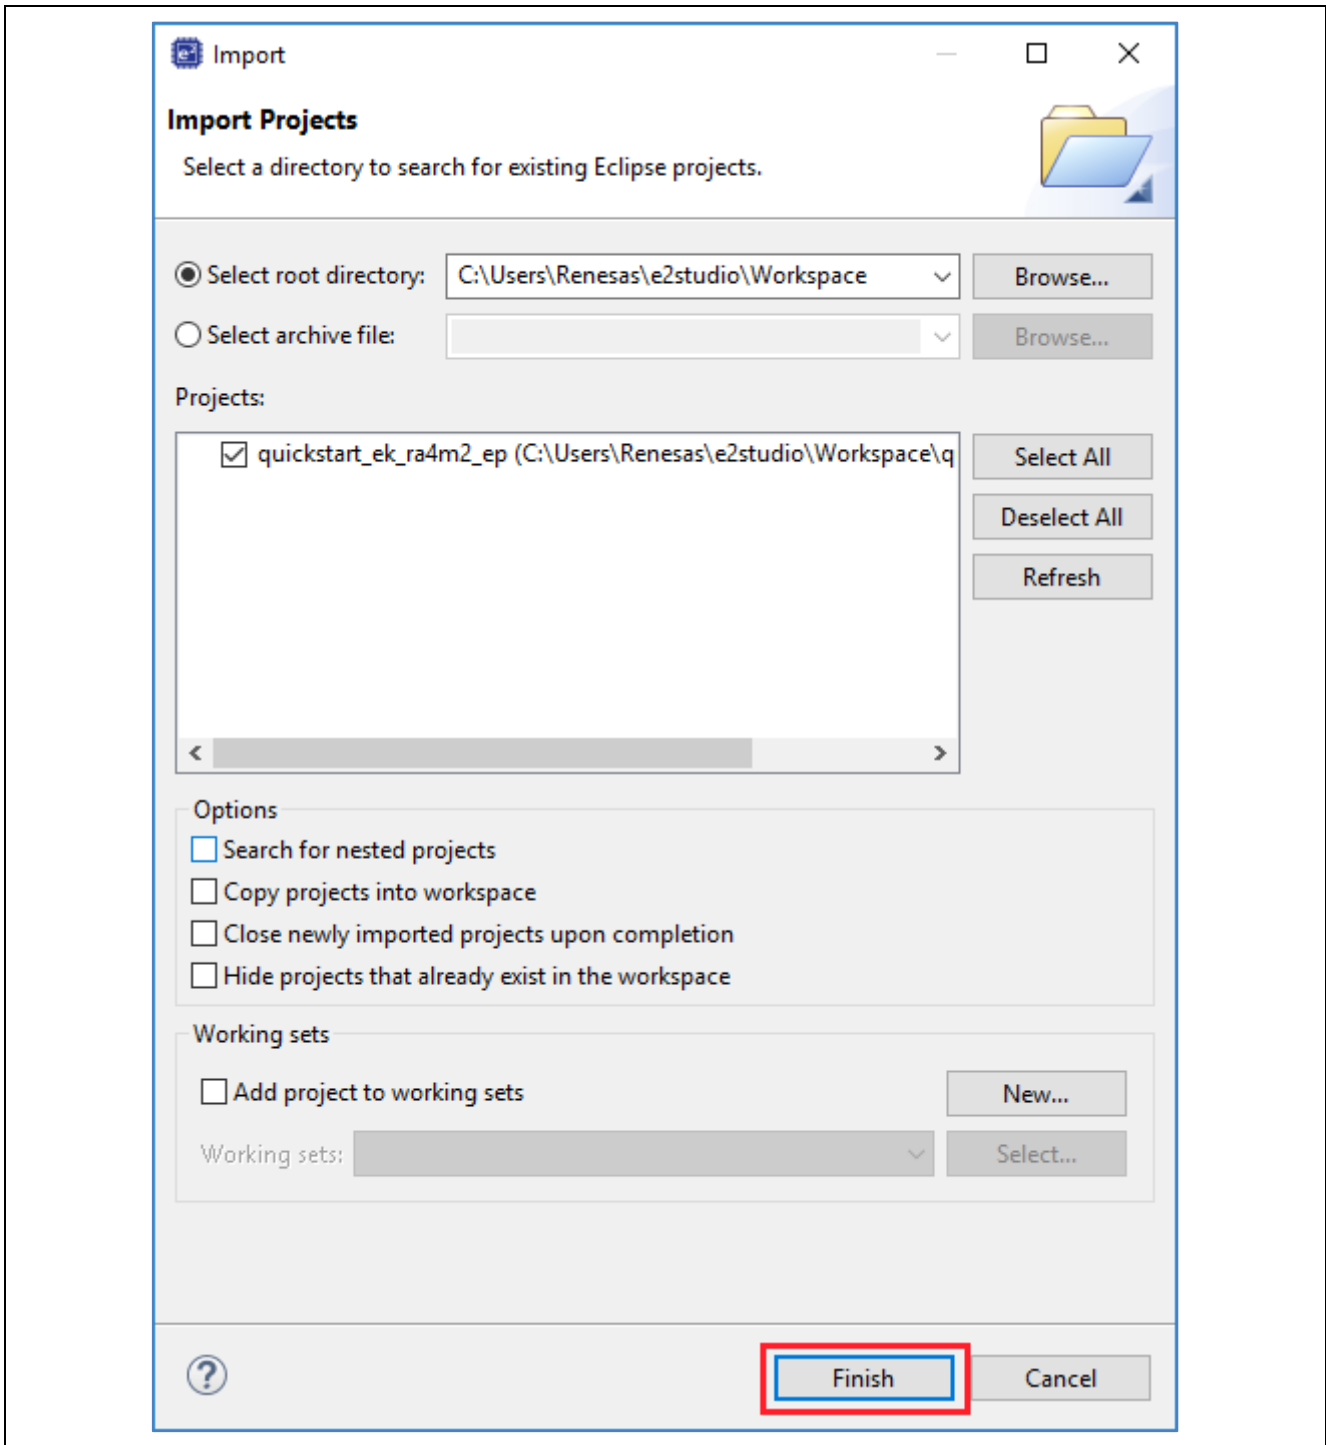 Import
Import Projects
Select a directory to search for existing Eclipse projects.
Select root directory: C:\Users\Renesas\e2studio\Workspace Browse...
Select archive file: Browse...
Projects:
quickstart_ek_ra4m2_ep (C:\Users\Renesas\e2studio\Workspace\q
Select All
Deselect All
Refresh
Options
Search for nested projects
Copy projects into workspace
Close newly imported projects upon completion
Hide projects that already exist in the workspace
Working sets
Add project to working sets New...
Working sets: Select...
? Finish Cancel